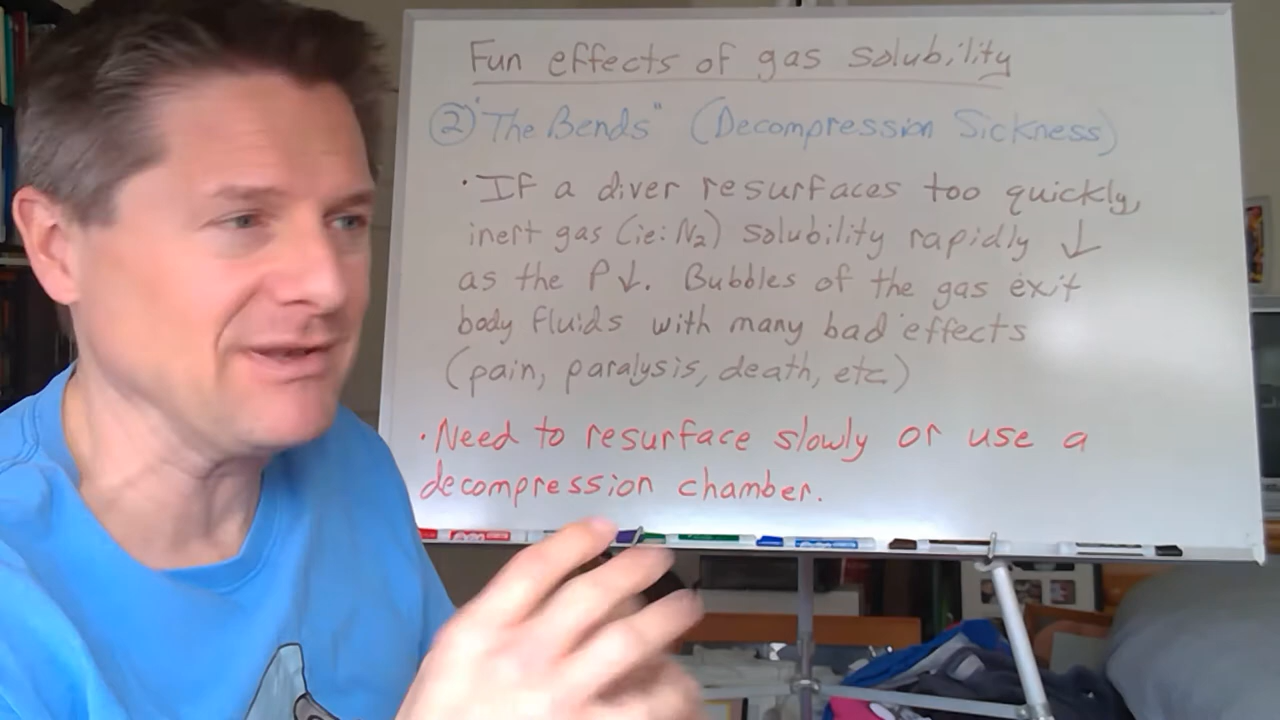 Fun effects of gas solubility
② "The Bends" (Decompression Sickness)
· If a diver resurfaces too quickly,
inert gas (ie: N₂) solubility rapidly ↓
as the P↓. Bubbles of the gas exit
body fluids with many bad effects
(pain, paralysis, death, etc)
· Need to resurface slowly or use a
decompression chamber.